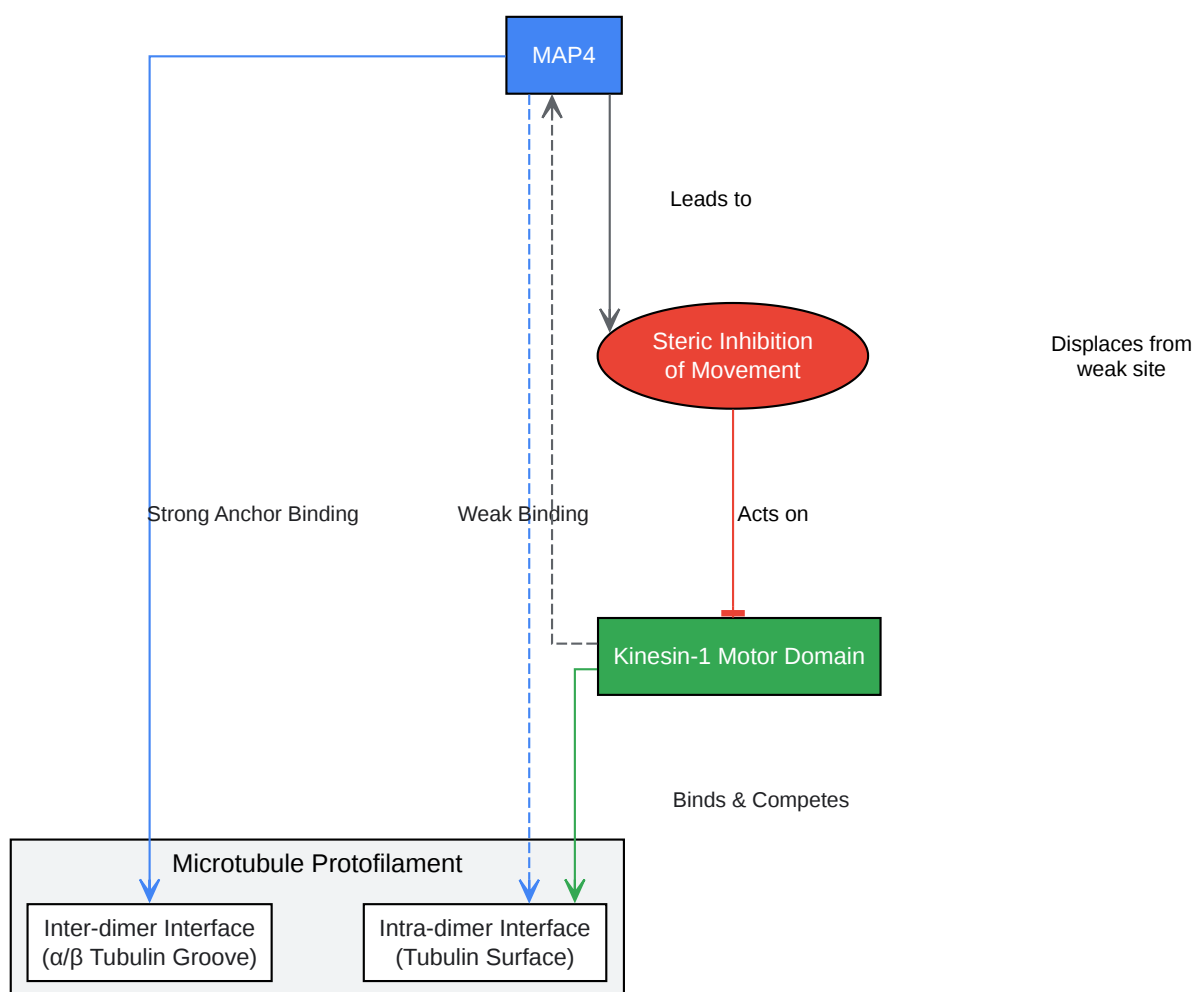 MAP4
Leads to
Steric Inhibition
of Movement
Displaces from
weak site
Strong Anchor Binding
Weak Binding
Acts on
Kinesin-1 Motor Domain
Binds & Competes
Microtubule Protofilament
Inter-dimer Interface
(α/β Tubulin Groove)
Intra-dimer Interface
(Tubulin Surface)